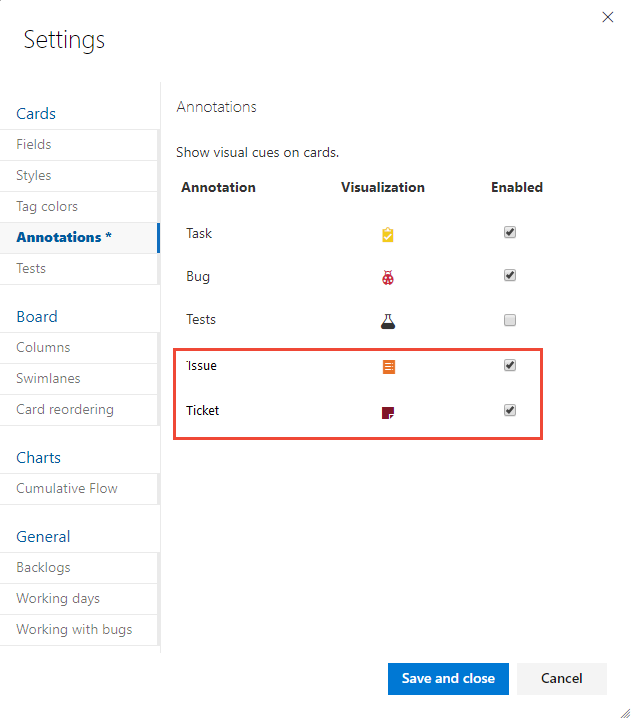 Settings
Cards
Fields
Styles
Tag colors
Annotations *
Tests
Board
Columns
Swimlanes
Card reordering
Charts
Cumulative Flow
General
Backlogs
Working days
Working with bugs
Annotations
Show visual cues on cards.
Annotation Visualization Enabled
Task
Bug
Tests
Issue
Ticket
Save and close Cancel